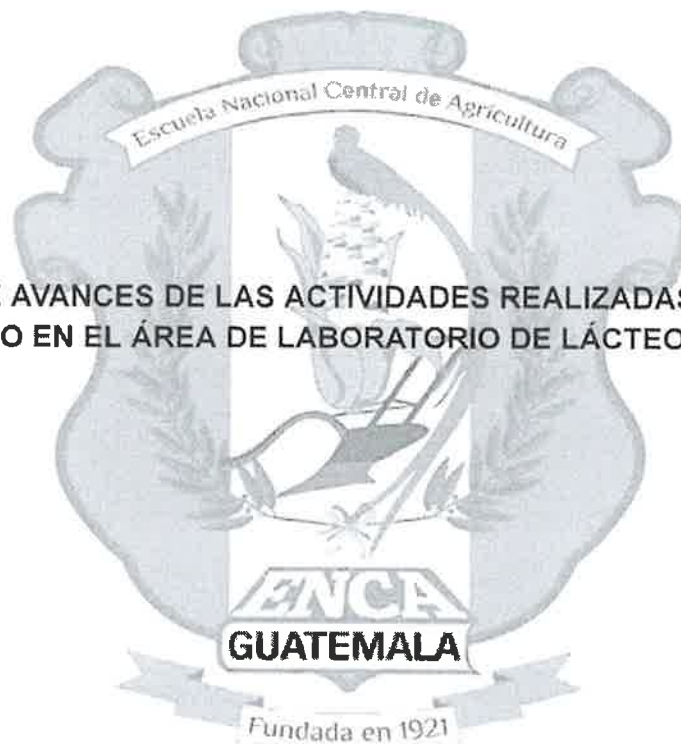 Escuela Nacional Central de Agricultura
AVANCES DE LAS ACTIVIDADES REALIZADAS
EN EL ÁREA DE LABORATORIO DE
ENCA
GUATEMALA
Fundada en 1921